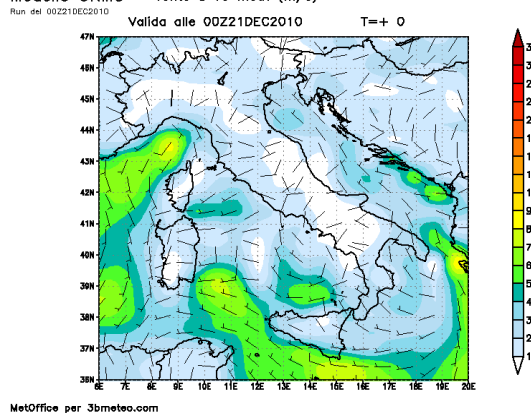 Run del 00Z21DEC2010
Valida alle 00Z21DEC2010 T=+ 0
47N
46N
45N
44N
43N
42N
41N
40N
39N
38N
37N
36N
6E 7E 8E 9E 10E 11E 12E 13E 14E 15E 16E 17E 18E 19E 20E
MetOffice per 3bmeteo.com